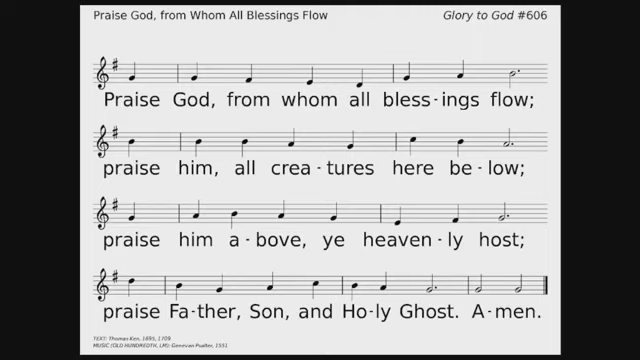 Praise God, from Whom All Blessings Flow
Glory to God #606
Praise God, from whom all bless-ings flow;
praise him, all crea-tures here be-low;
praise him a-bove, ye heaven-ly host;
praise Fa-ther, Son, and Ho-ly Ghost. A-men.
TEXT: Thomas Ken, 1695, 1709
MUSIC (OLD HUNDREDTH, LM): Genevan Psalter, 1551